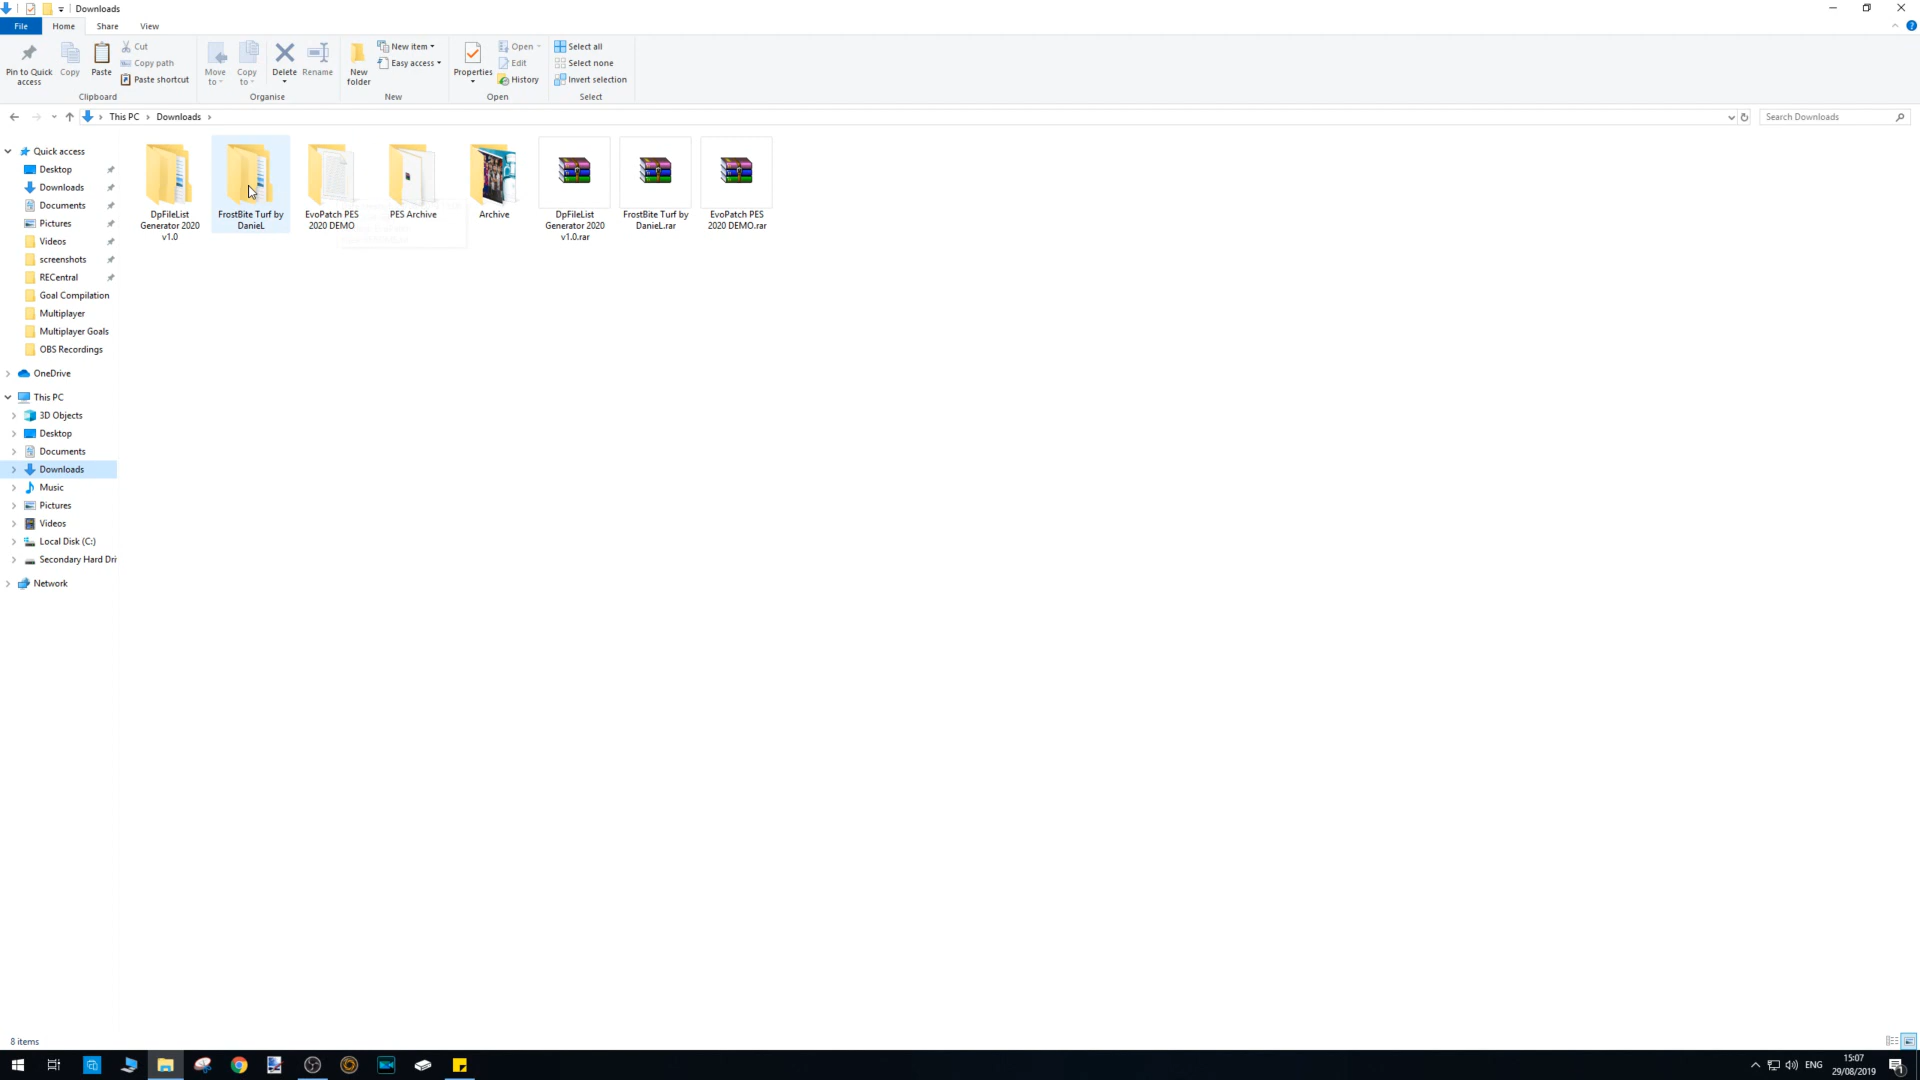 Downloads
File Home Share View
Pin to Quick access
Copy
Paste
Cut
Copy path
Paste shortcut
Clipboard
Move to
Copy to
Delete
Rename
Organise
New folder
New item
Easy access
New
Properties
Open
Edit
History
Open
Select all
Select none
Invert selection
Select
This PC Downloads
Search Downloads
Quick access
Desktop
Downloads
Documents
Pictures
Videos
screenshots
RECentral
Goal Compilation
Multiplayer
Multiplayer Goals
OBS Recordings
OneDrive
This PC
3D Objects
Desktop
Documents
Downloads
Music
Pictures
Videos
Local Disk (C:)
Secondary Hard Dri
Network
DpFileList
Generator 2020
v1.0
FrostBite Turf by
DanieL
EvoPatch PES
2020 DEMO
PES Archive
Archive
DpFileList
Generator 2020
v1.0.rar
FrostBite Turf by
DanieL.rar
EvoPatch PES
2020 DEMO.rar
8 items
ENG
15:07
29/08/2019